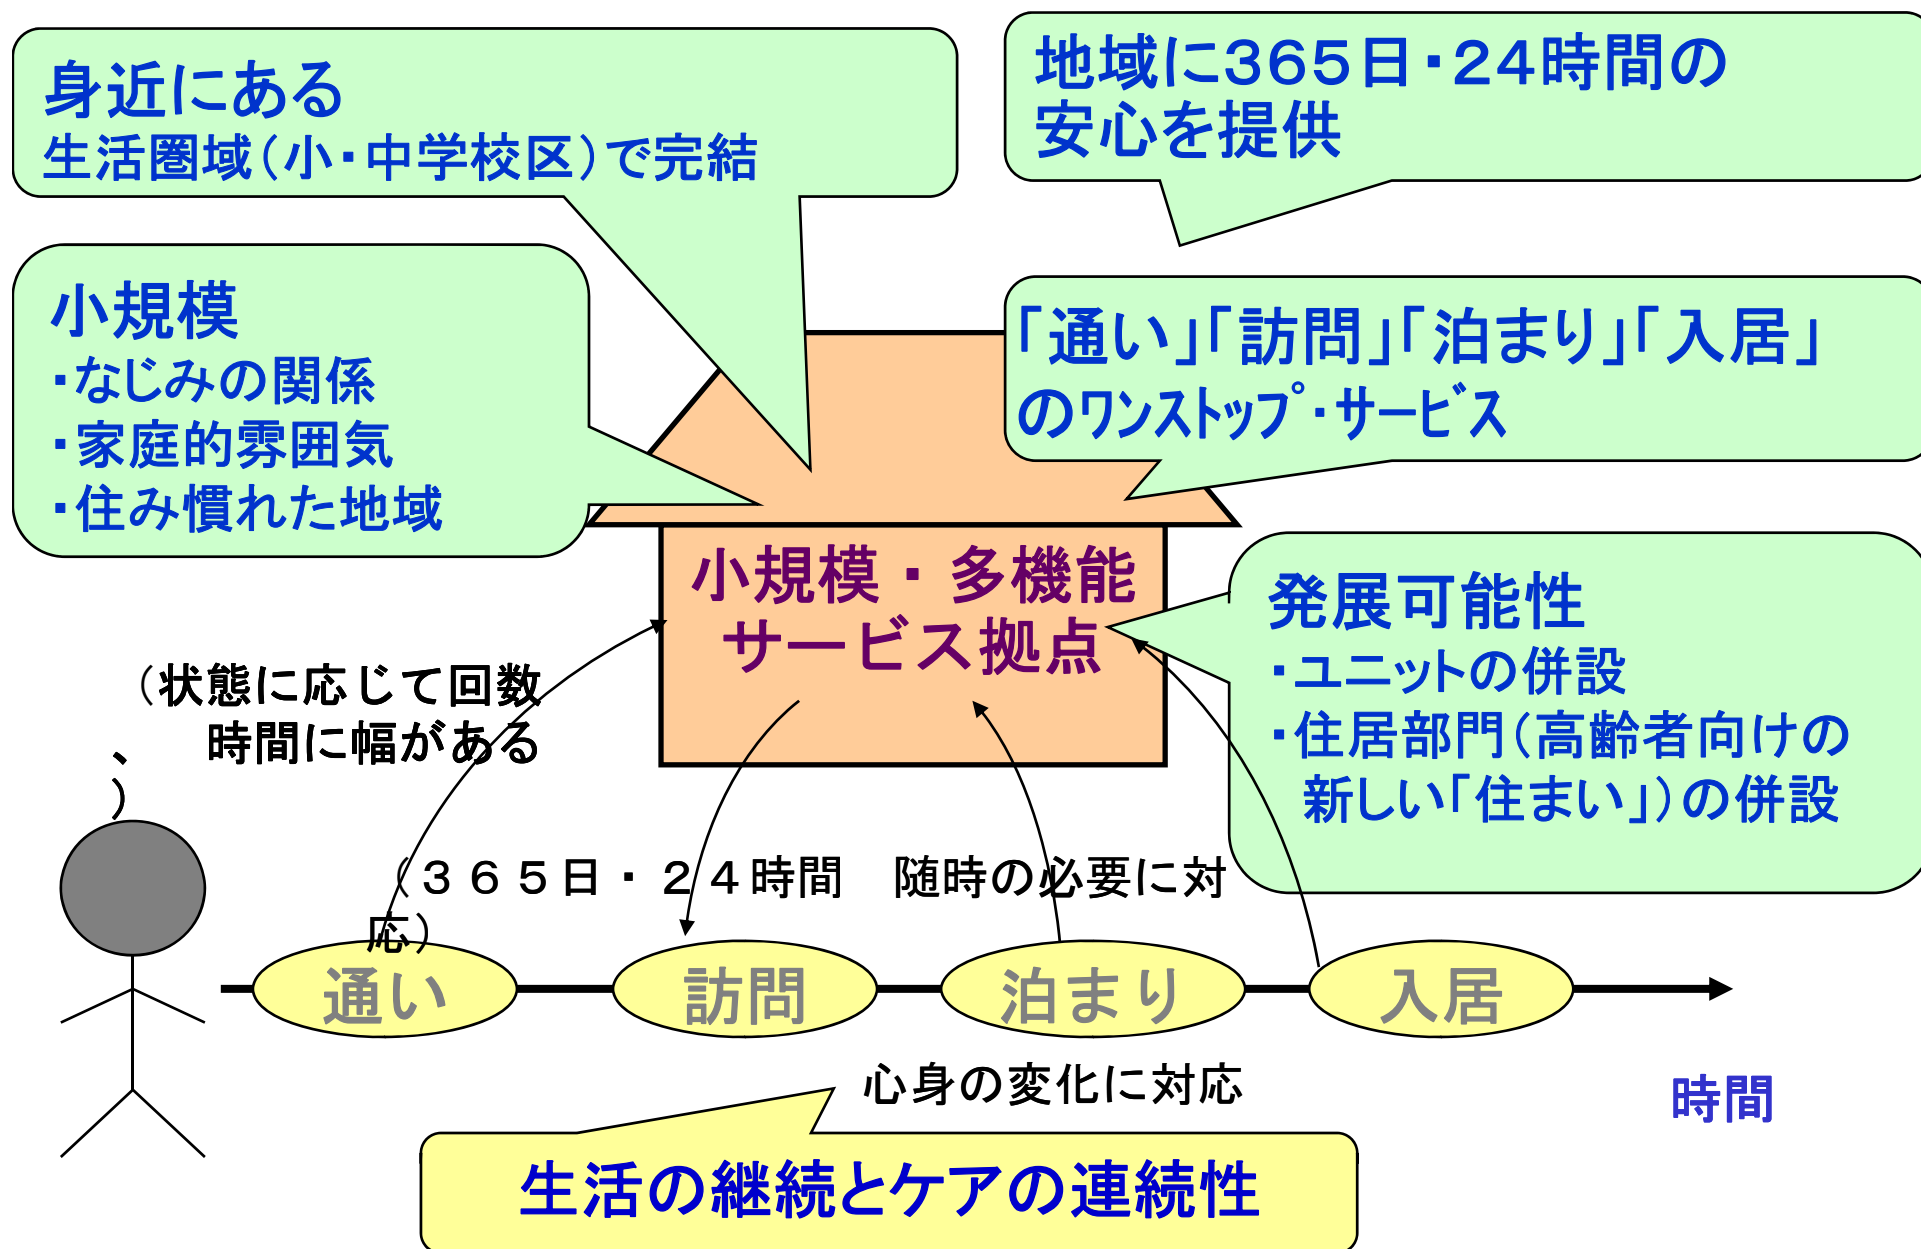 身近にある
生活圏域（小・中学校区）で完結
地域に３６５日・２４時間の
安心を提供
小規模
・なじみの関係
・家庭的雰囲気
・住み慣れた地域
「通い」「訪問」「泊まり」「入居」
のワンストップ・サービス
小規模・多機能
サービス拠点
発展可能性
・ユニットの併設
・住居部門（高齢者向けの
新しい「住まい」）の併設
（状態に応じて回数
時間に幅がある
、
）
（３６５日・２４時間　随時の必要に対
応）
通い
訪問
泊まり
入居
心身の変化に対応
時間
生活の継続とケアの連続性